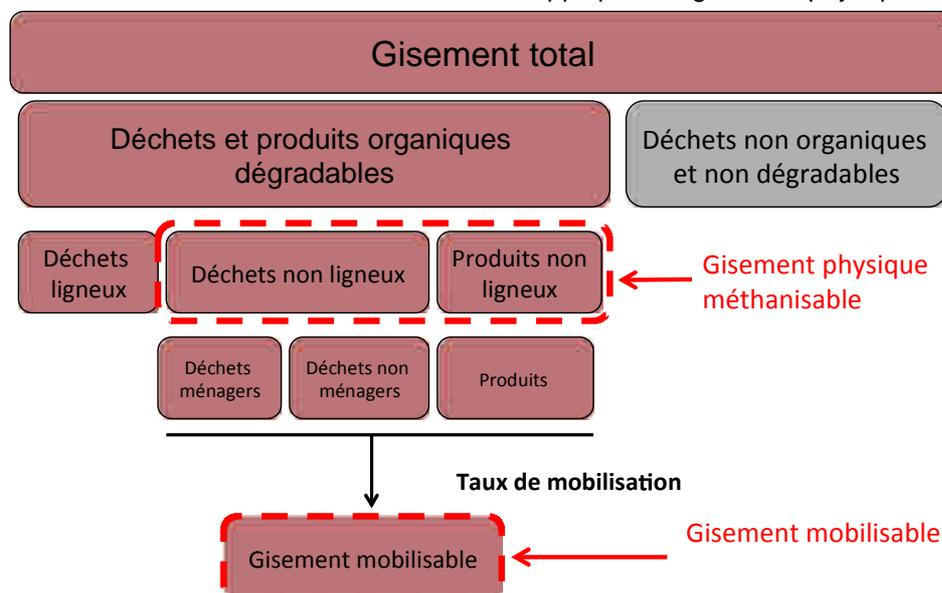 Gisement total
Déchets et produits organiques
dégradables
Déchets non organiques
et non dégradables
Déchets
ligneux
Déchets non ligneux
Produits non
ligneux
Gisement physique
méthanisable
Déchets
ménagers
Déchets non
ménagers
Produits
Taux de mobilisation
Gisement mobilisable
Gisement mobilisable